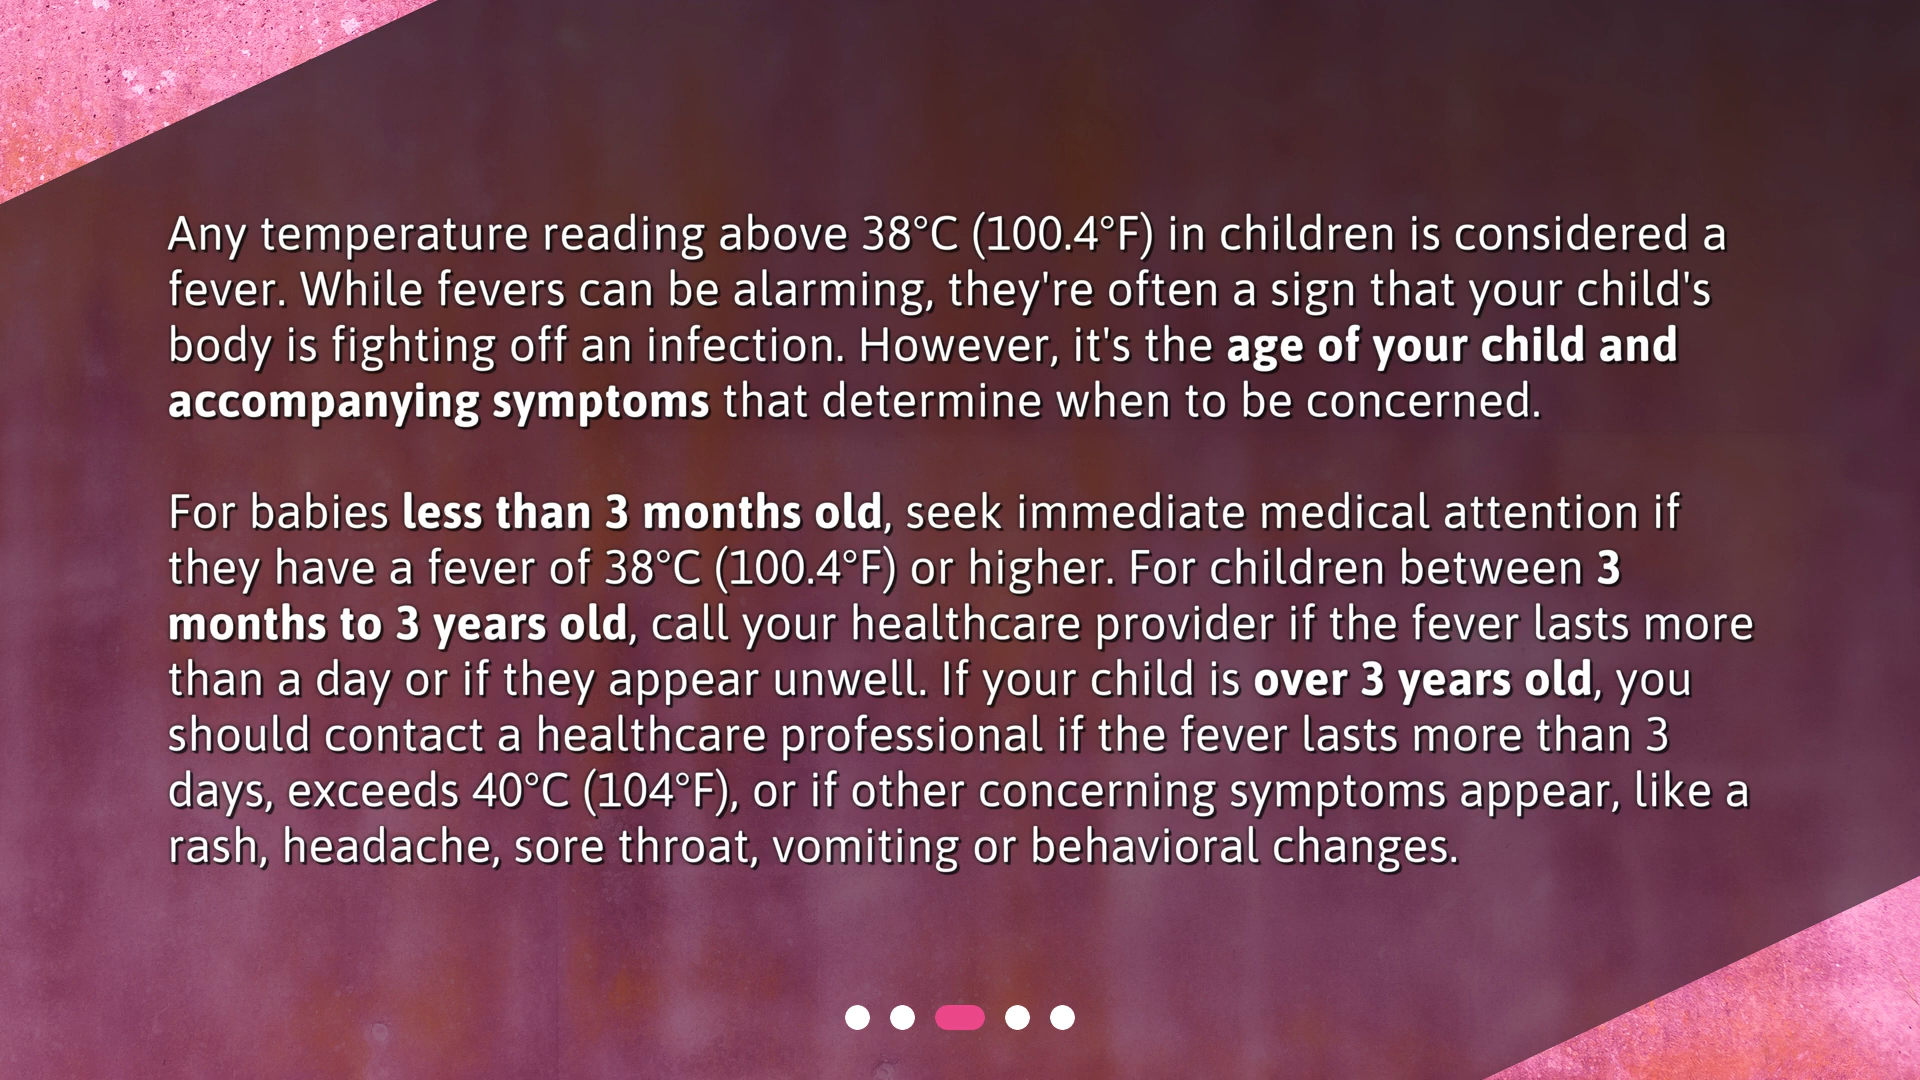 Any temperature reading above 38°C (100.4°F) in children is considered a
fever. While fevers can be alarming, they're often a sign that your child's
body is fighting off an infection. However, it's the age of your child and
accompanying symptoms that determine when to be concerned.
For babies less than 3 months old, seek immediate medical attention if
they have a fever of 38°C (100.4°F) or higher. For children between 3
months to 3 years old, call your healthcare provider if the fever lasts more
than a day or if they appear unwell. If your child is over 3 years old, you
should contact a healthcare professional if the fever lasts more than 3
days, exceeds 40°C (104°F), or if other concerning symptoms appear, like a
rash, headache, sore throat, vomiting or behavioral changes.